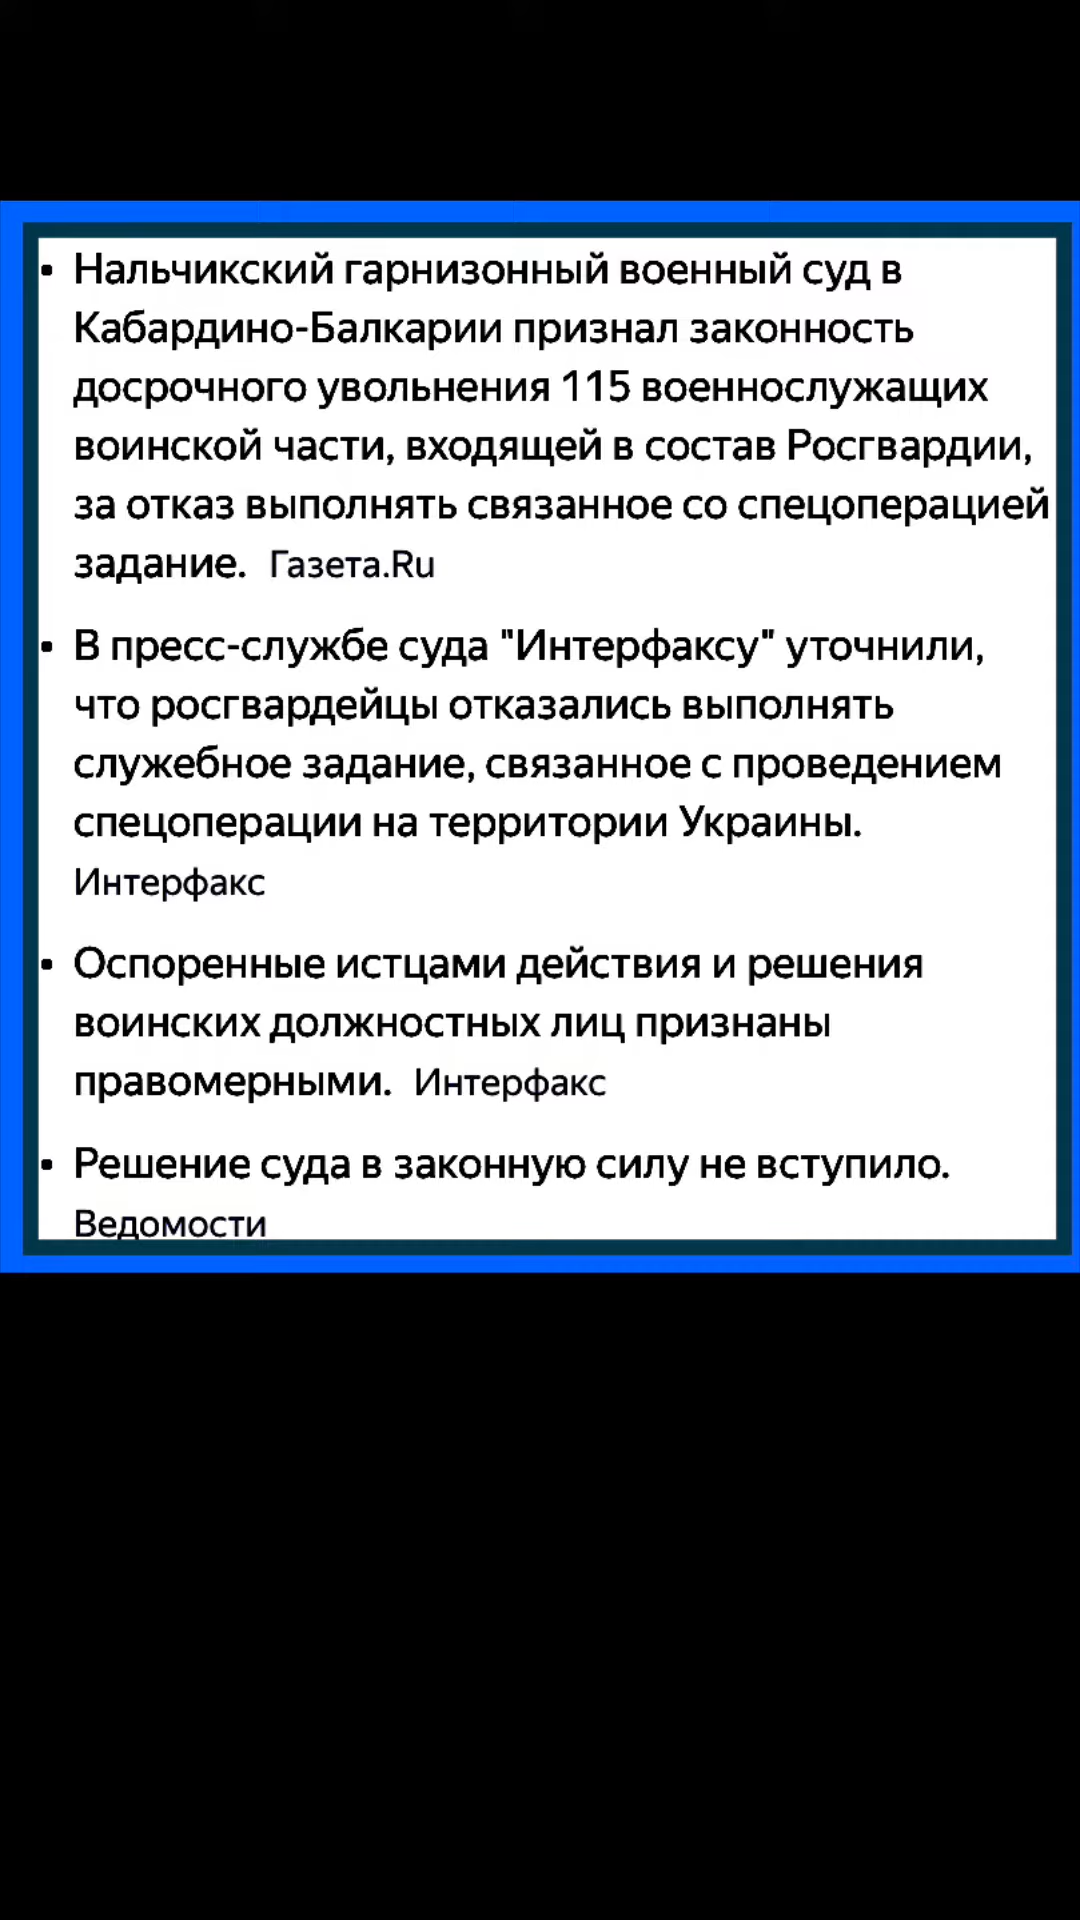 • Нальчикский гарнизонный военный суд в
Кабардино-Балкарии признал законность
досрочного увольнения 115 военнослужащих
воинской части, входящей в состав Росгвардии,
за отказ выполнять связанное со спецоперацией
задание. Газета.Ru
• В пресс-службе суда "Интерфаксу" уточнили,
что росгвардейцы отказались выполнять
служебное задание, связанное с проведением
спецоперации на территории Украины.
Интерфакс
• Оспоренные истцами действия и решения
воинских должностных лиц признаны
правомерными. Интерфакс
• Решение суда в законную силу не вступило.
Ведомости